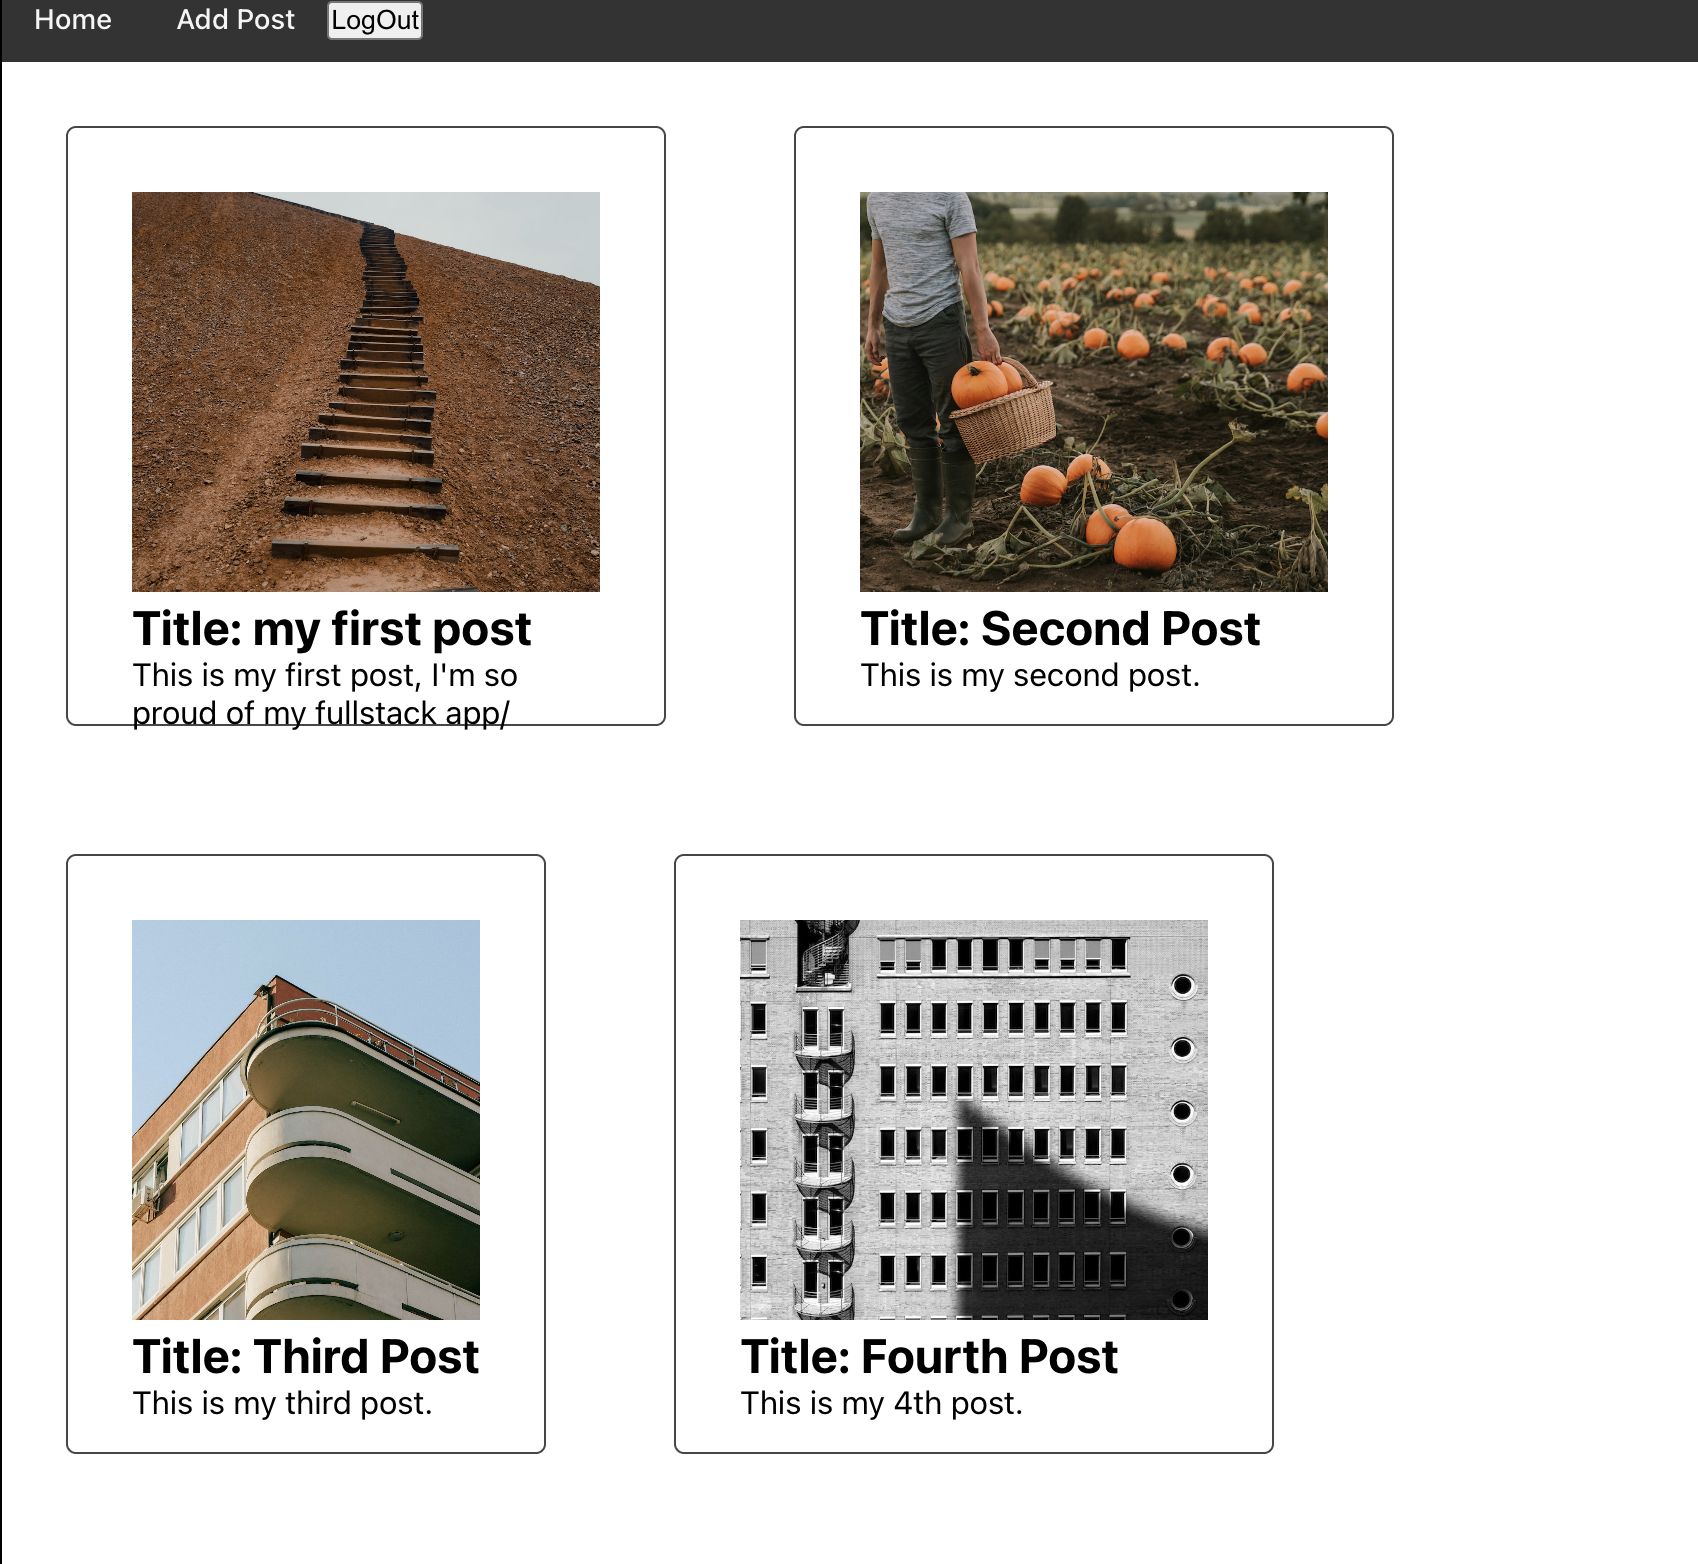 Home Add Post LogOut
Title: my first post
This is my first post, I'm so
proud of my fullstack app/
Title: Second Post
This is my second post.
Title: Third Post
This is my third post.
Title: Fourth Post
This is my 4th post.